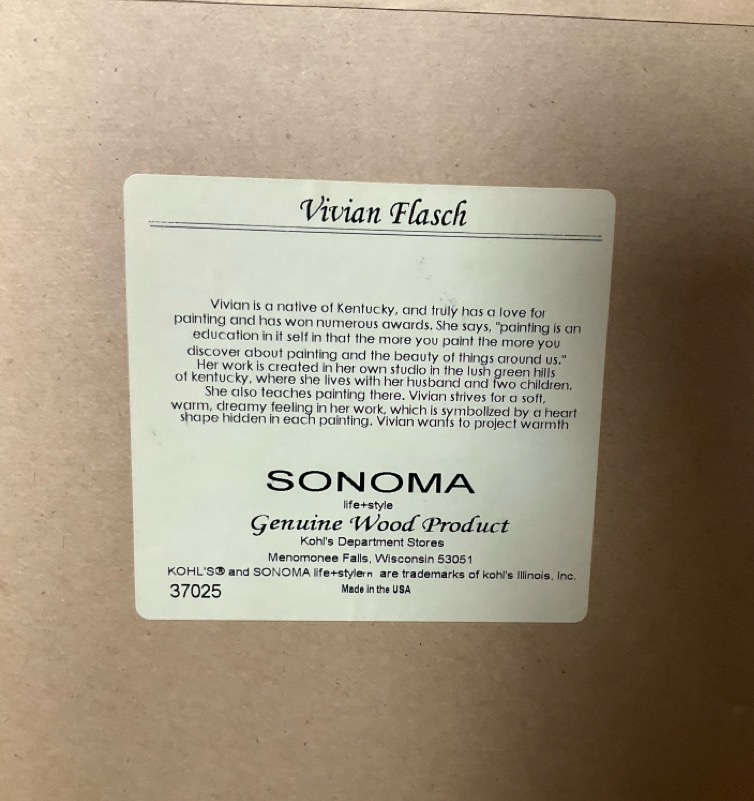 Vivian Flasch
Vivian is a native of Kentucky, and truly has a love for
painting and has won numerous awards. She says, "painting is an
education in it self in that the more you paint the more you
discover about painting and the beauty of things around us."
Her work is created in her own studio in the lush green hills
of kentucky, where she lives with her husband and two children.
She also teaches painting there. Vivian strives for a soft,
warm, dreamy feeling in her work, which is symbolized by a heart
shape hidden in each painting. Vivian wants to project warmth
SONOMA
life+style
Genuine Wood Product
Kohl's Department Stores
Menomonee Falls, Wisconsin 53051
KOHL'S® and SONOMA life+stylern are trademarks of kohl's Illinois, Inc.
37025
Made in the USA